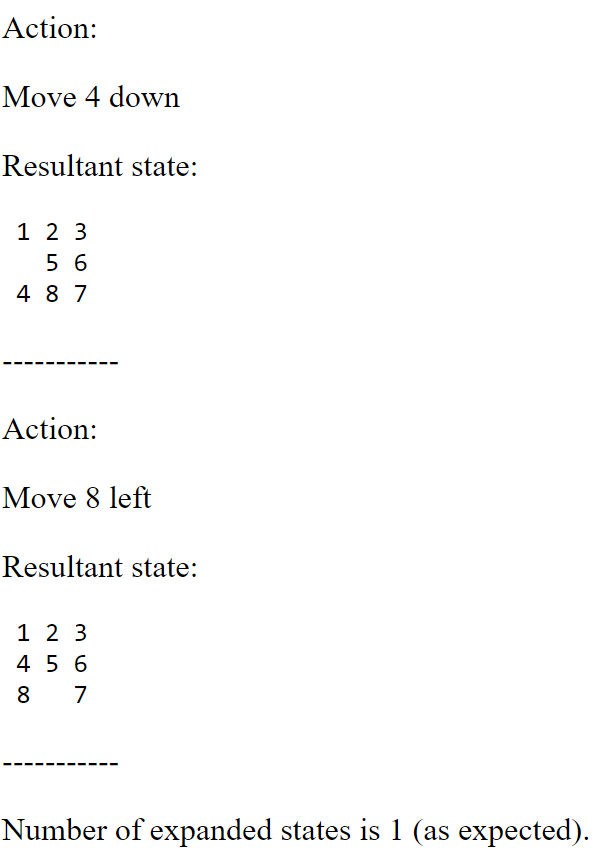 Action:
Move 4 down
Resultant state:
1 2 3
  5 6
4 8 7
-----------
Action:
Move 8 left
Resultant state:
1 2 3
4 5 6
8   7
-----------
Number of expanded states is 1 (as expected).